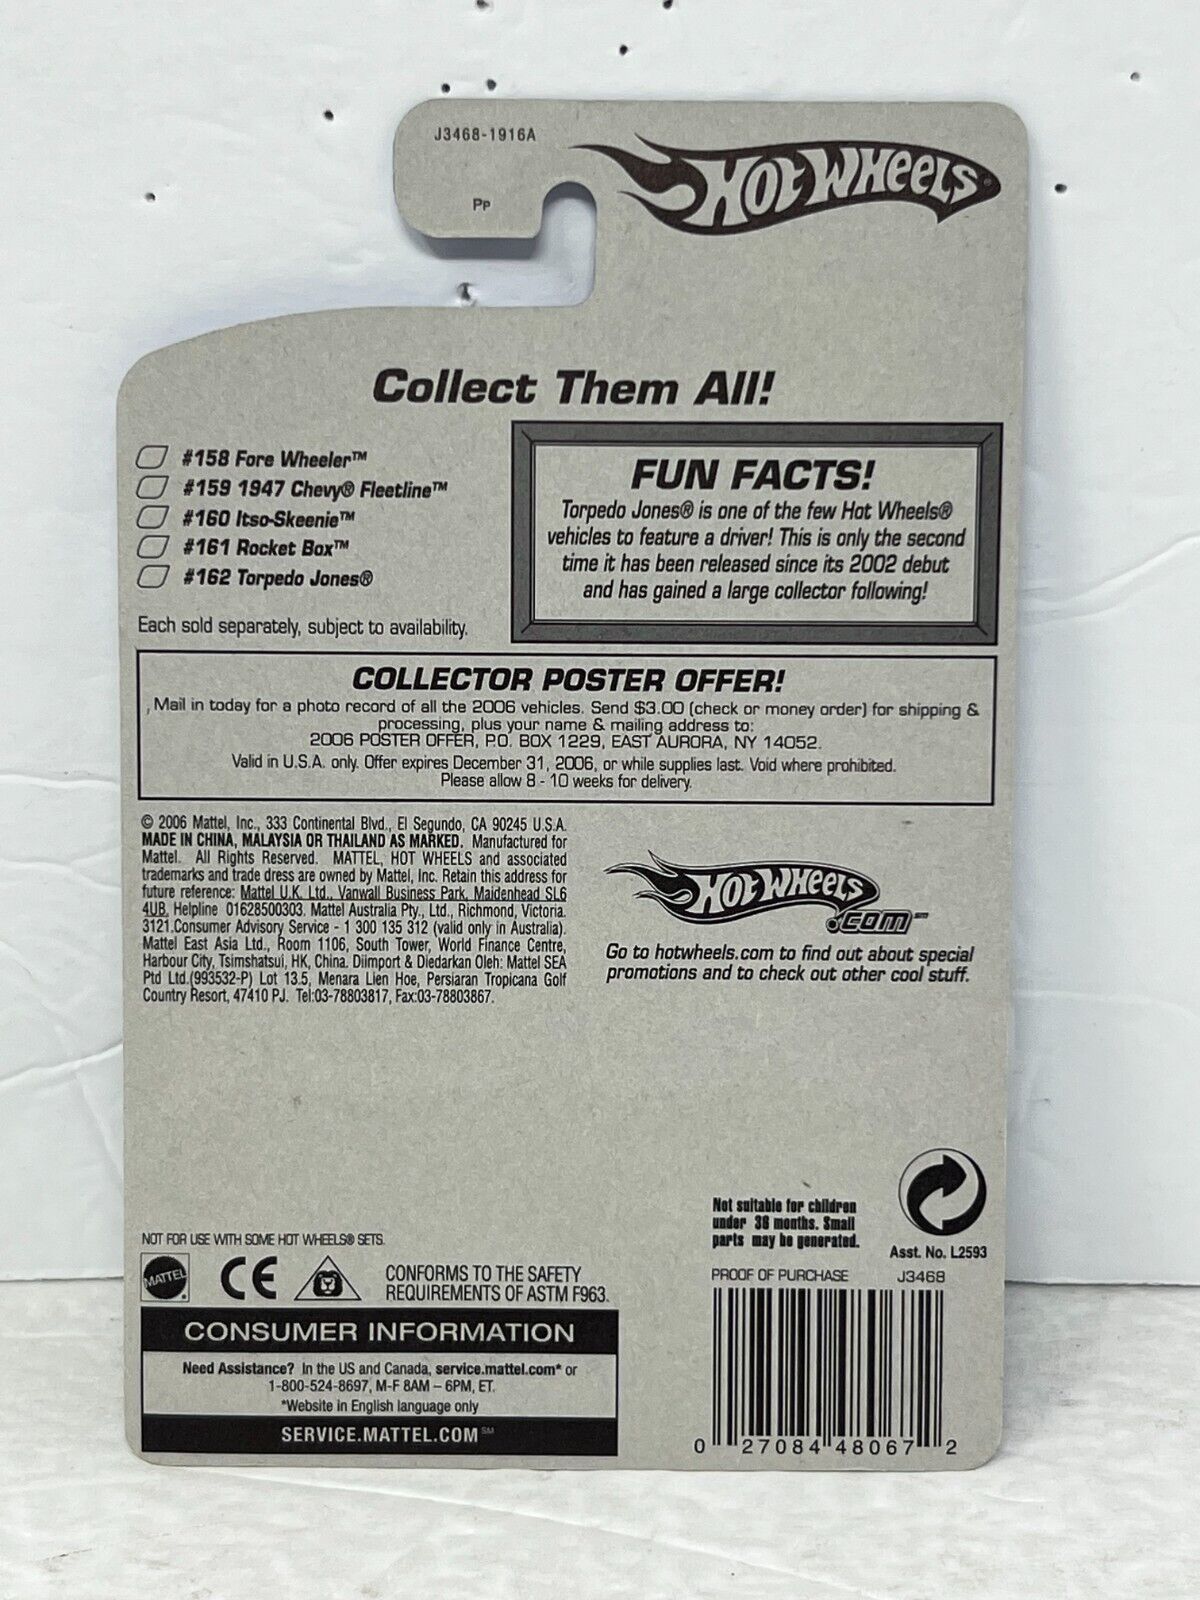 J3468-1916A
Pp
HOT WHEELS®
Collect Them All!
#158 Fore Wheeler™
#159 1947 Chevy® Fleetline™
#160 Itso-Skeenie™
#161 Rocket Box™
#162 Torpedo Jones®
Each sold separately, subject to availability.
FUN FACTS!
Torpedo Jones® is one of the few Hot Wheels®
vehicles to feature a driver! This is only the second
time it has been released since its 2002 debut
and has gained a large collector following!
COLLECTOR POSTER OFFER!
Mail in today for a photo record of all the 2006 vehicles. Send $3.00 (check or money order) for shipping &
processing, plus your name & mailing address to:
2006 POSTER OFFER, P.O. BOX 1229, EAST AURORA, NY 14052.
Valid in U.S.A. only. Offer expires December 31, 2006, or while supplies last. Void where prohibited.
Please allow 8 - 10 weeks for delivery.
© 2006 Mattel, Inc., 333 Continental Blvd., El Segundo, CA 90245 U.S.A.
MADE IN CHINA, MALAYSIA OR THAILAND AS MARKED. Manufactured for
Mattel. All Rights Reserved. MATTEL, HOT WHEELS and associated
trademarks and trade dress are owned by Mattel, Inc. Retain this address for
future reference: Mattel U.K. Ltd., Vanwall Business Park, Maidenhead SL6
4UB. Helpline 01628500303. Mattel Australia Pty., Ltd., Richmond, Victoria.
3121.Consumer Advisory Service - 1 300 135 312 (valid only in Australia).
Mattel East Asia Ltd., Room 1106, South Tower, World Finance Centre,
Harbour City, Tsimshatsui, HK, China. Diimport & Diedarkan Oleh: Mattel SEA
Ptd Ltd.(993532-P) Lot 13.5, Menara Lien Hoe, Persiaran Tropicana Golf
Country Resort, 47410 PJ. Tel:03-78803817, Fax:03-78803867.
HOT WHEELS
.COM™
Go to hotwheels.com to find out about special
promotions and to check out other cool stuff.
Not suitable for children
under 36 months. Small
parts may be generated.
Asst. No. L2593
NOT FOR USE WITH SOME HOT WHEELS® SETS.
MATTEL
CE
CONFORMS TO THE SAFETY
REQUIREMENTS OF ASTM F963.
CONSUMER INFORMATION
Need Assistance? In the US and Canada, service.mattel.com* or
1-800-524-8697, M-F 8AM – 6PM, ET.
*Website in English language only
SERVICE.MATTEL.COM℠
PROOF OF PURCHASE J3468
0 27084 48067 2